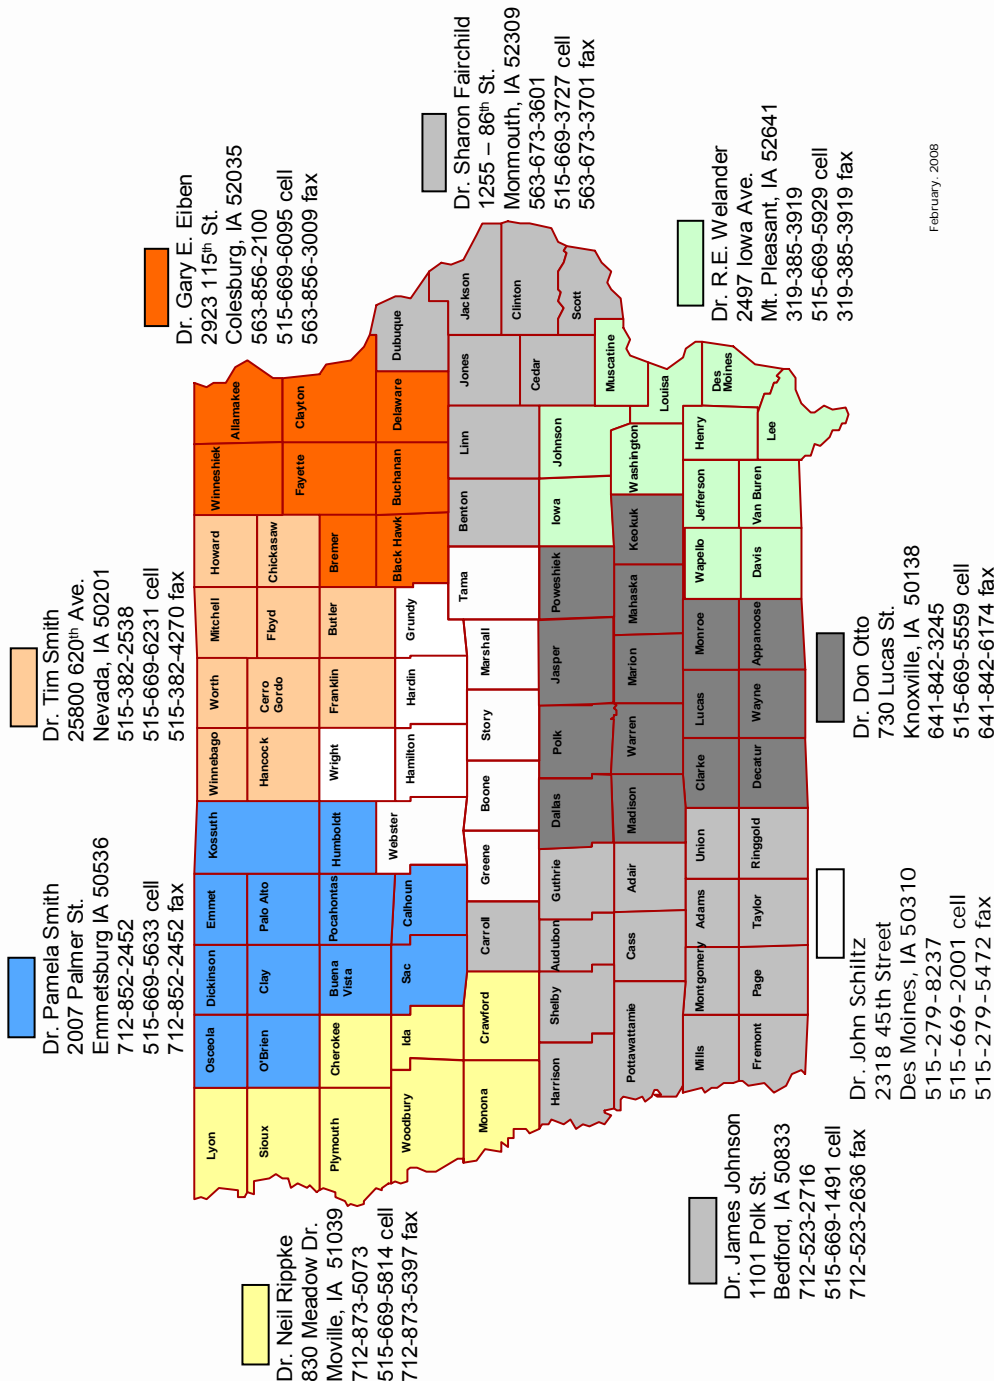 Dr. Pamela Smith
2007 Palmer St.
Emmetsburg IA 50536
712-852-2452
515-669-5633 cell
712-852-2452 fax
Dr. Tim Smith
25800 620th Ave.
Nevada, IA 50201
515-382-2538
515-669-6231 cell
515-382-4270 fax
Dr. Gary E. Eiben
2923 115th St.
Colesburg, IA 52035
563-856-2100
515-669-6095 cell
563-856-3009 fax
Dr. Neil Rippke
830 Meadow Dr.
Moville, IA 51039
712-873-5073
515-669-5814 cell
712-873-5397 fax
Dr. Sharon Fairchild
1255 – 86th St.
Monmouth, IA 52309
563-673-3601
515-669-3727 cell
563-673-3701 fax
Lyon
Osceola
Dickinson
Emmet
Kossuth
Winnebago
Worth
Mitchell
Howard
Winneshiek
Allamakee
Sioux
O'Brien
Clay
Palo Alto
Hancock
Cerro
Gordo
Floyd
Chickasaw
Fayette
Clayton
Plymouth
Cherokee
Buena
Vista
Pocahontas
Humboldt
Wright
Franklin
Butler
Bremer
Woodbury
Ida
Sac
Calhoun
Webster
Hamilton
Hardin
Grundy
Black Hawk
Buchanan
Delaware
Dubuque
Monona
Crawford
Carroll
Greene
Boone
Story
Marshall
Tama
Benton
Linn
Jones
Jackson
Clinton
Cedar
Scott
Harrison
Shelby
Audubon
Guthrie
Dallas
Polk
Jasper
Poweshiek
Iowa
Johnson
Muscatine
Pottawattamie
Cass
Adair
Madison
Warren
Marion
Mahaska
Keokuk
Washington
Louisa
Mills
Montgomery
Adams
Union
Clarke
Lucas
Monroe
Wapello
Jefferson
Henry
Des
Moines
Fremont
Page
Taylor
Ringgold
Decatur
Wayne
Appanoose
Davis
Van Buren
Lee
Dr. James Johnson
1101 Polk St.
Bedford, IA 50833
712-523-2716
515-669-1491 cell
712-523-2636 fax
Dr. John Schiltz
2318 45th Street
Des Moines, IA 50310
515-279-8237
515-669-2001 cell
515-279-5472 fax
Dr. Don Otto
730 Lucas St.
Knoxville, IA 50138
641-842-3245
515-669-5559 cell
641-842-6174 fax
Dr. R.E. Welander
2497 Iowa Ave.
Mt. Pleasant, IA 52641
319-385-3919
515-669-5929 cell
319-385-3919 fax
February, 2008